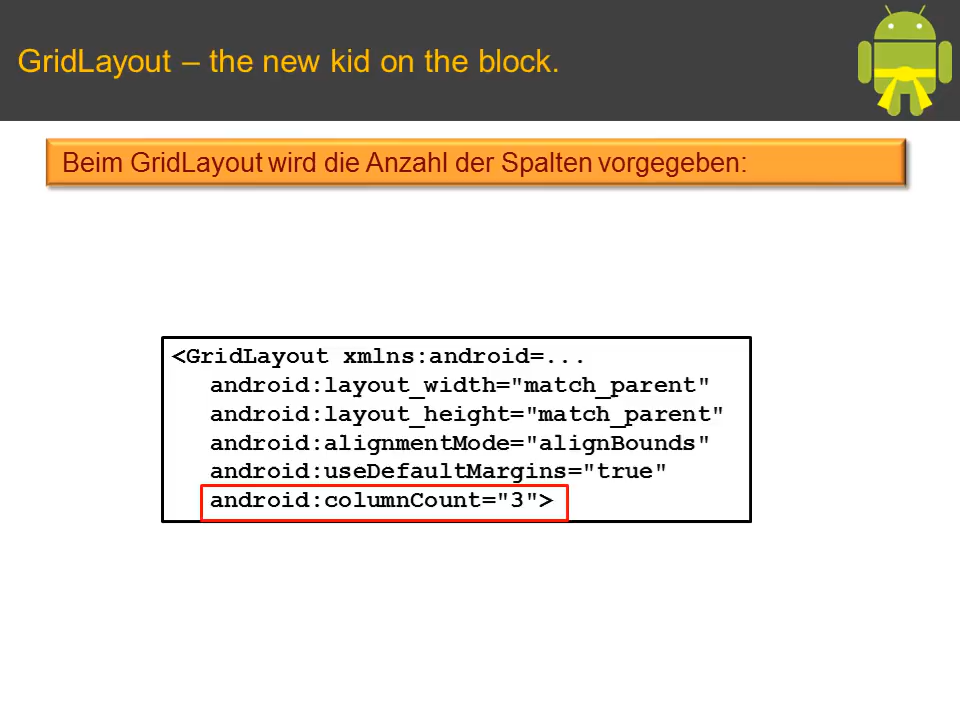 GridLayout – the new kid on the block.
Beim GridLayout wird die Anzahl der Spalten vorgegeben:
<GridLayout xmlns:android=...
android:layout_width="match_parent"
android:layout_height="match_parent"
android:alignmentMode="alignBounds"
android:useDefaultMargins="true"
android:columnCount="3">